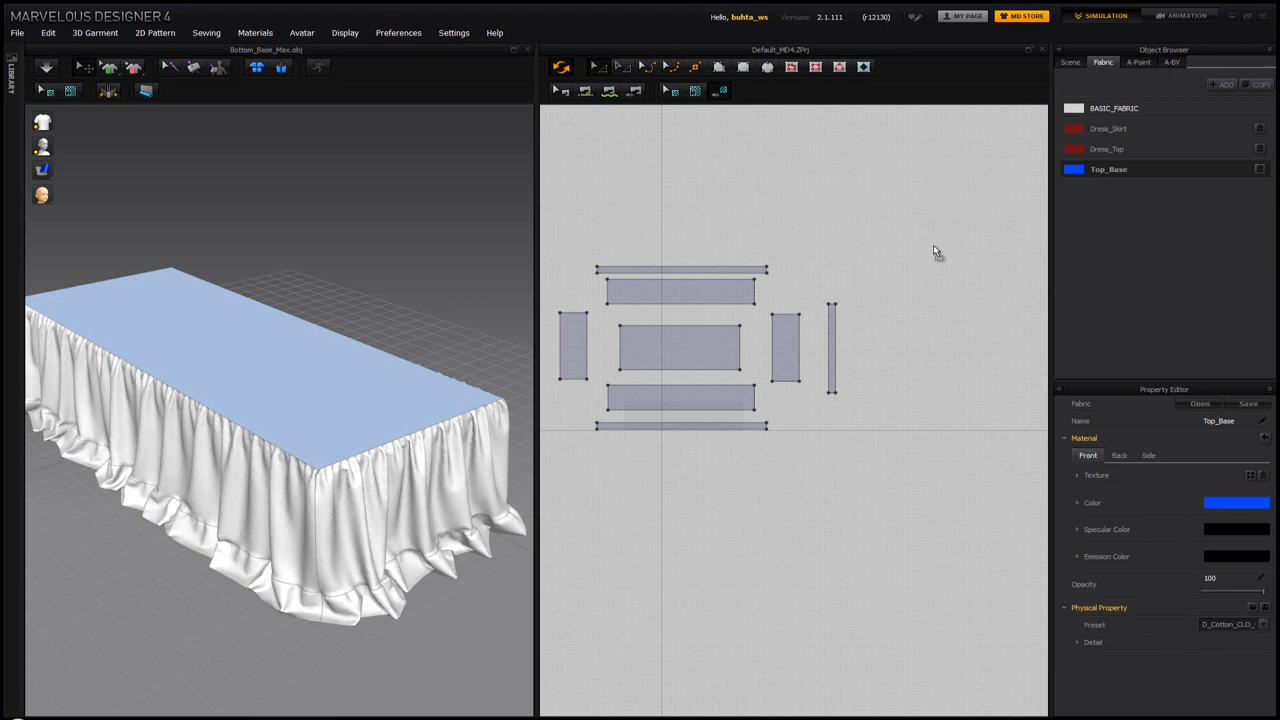 MARVELOUS DESIGNER 4
Hello, buhta_ws Version: 2.1.111 (r12130) MY PAGE MD STORE SIMULATION ANIMATION
File Edit 3D Garment 2D Pattern Sewing Materials Avatar Display Preferences Settings Help
Bottom_Base_Max.obj Default_MD4.ZPrj Object Browser
LIBRARY
Scene Fabric A-Point A-BV
+ ADD COPY
BASIC_FABRIC
Dress_Skirt
Dress_Top
Top_Base
Property Editor
Fabric Open Save
Name Top_Base
Material
Front Back Side
Texture
Color
Specular Color
Emission Color
Opacity 100
Physical Property
Preset D_Cotton_CLO_
Detail